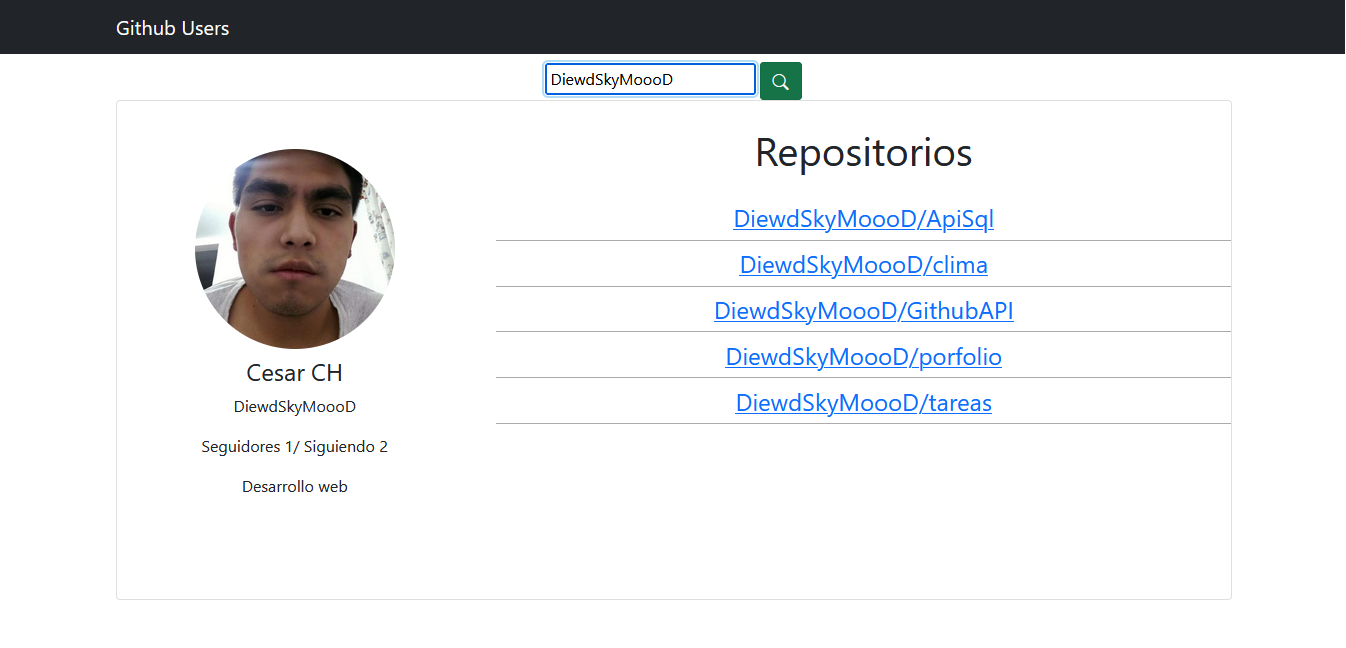 Github Users
DiewdSkyMoooD
Cesar CH
DiewdSkyMoooD
Seguidores 1/ Siguiendo 2
Desarrollo web
Repositorios
DiewdSkyMoooD/ApiSql
DiewdSkyMoooD/clima
DiewdSkyMoooD/GithubAPI
DiewdSkyMoooD/porfolio
DiewdSkyMoooD/tareas